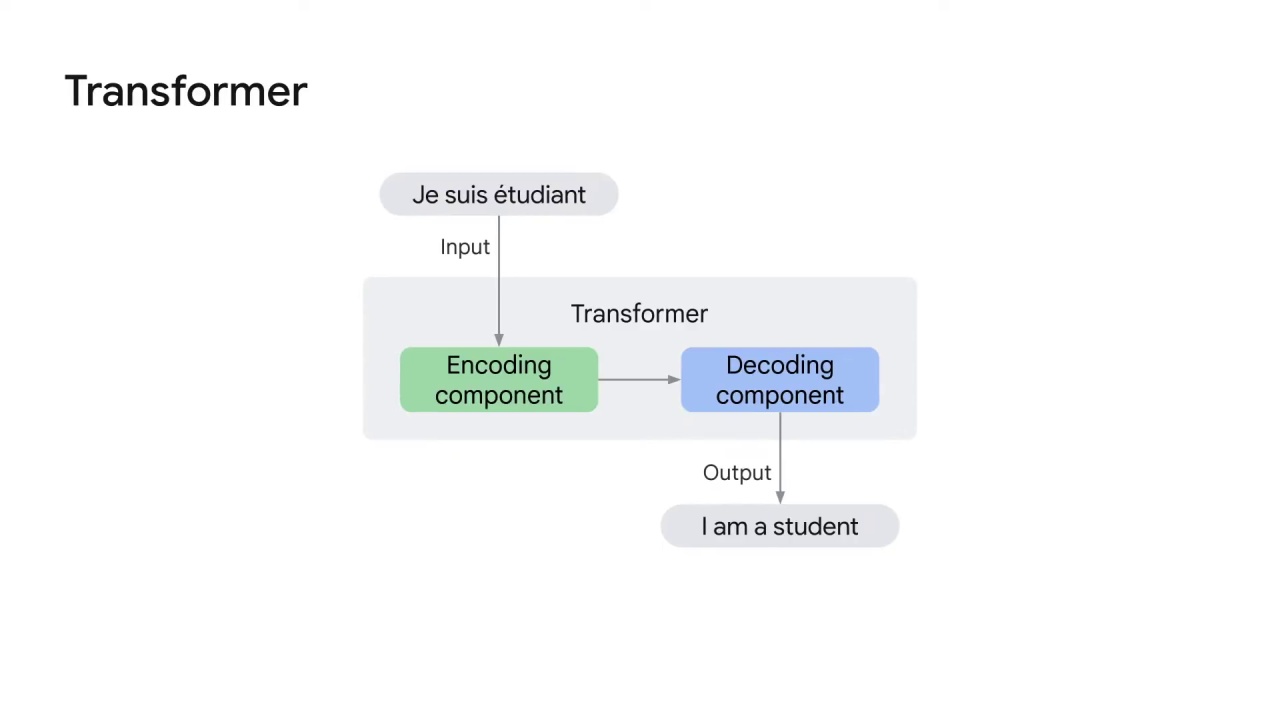 Transformer
Je suis étudiant
Input
Transformer
Encoding
component
Decoding
component
Output
I am a student